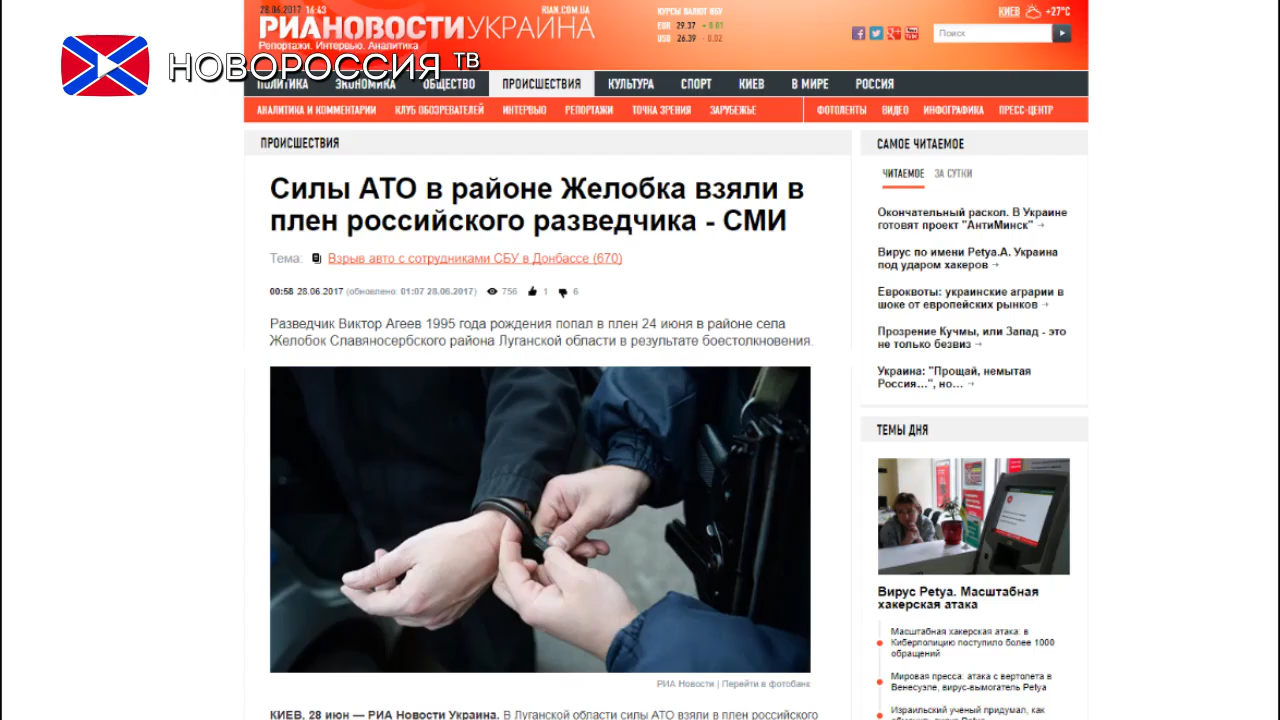 28.06.2017 16:43
RIAN.COM.UA
РИАНОВОСТИУКРАИНА
Репортажи. Интервью. Аналитика
КУРСЫ ВАЛЮТ НБУ
EUR 29.37 + 0.01
USD 26.39 - 0.02
КИЕВ +27°C
Поиск
НОВОРОССИЯ ТВ
ПОЛИТИКА ЭКОНОМИКА ОБЩЕСТВО ПРОИСШЕСТВИЯ КУЛЬТУРА СПОРТ КИЕВ В МИРЕ РОССИЯ
АНАЛИТИКА И КОММЕНТАРИИ КЛУБ ОБОЗРЕВАТЕЛЕЙ ИНТЕРВЬЮ РЕПОРТАЖИ ТОЧКА ЗРЕНИЯ ЗАРУБЕЖЬЕ ФОТОЛЕНТЫ ВИДЕО ИНФОГРАФИКА ПРЕСС-ЦЕНТР
ПРОИСШЕСТВИЯ
Силы АТО в районе Желобка взяли в
плен российского разведчика - СМИ
Тема: Взрыв авто с сотрудниками СБУ в Донбассе (670)
00:58 28.06.2017 (обновлено: 01:07 28.06.2017) 756 1 6
Разведчик Виктор Агеев 1995 года рождения попал в плен 24 июня в районе села
Желобок Славяносербского района Луганской области в результате боестолкновения.
РИА Новости | Перейти в фотобанк
КИЕВ, 28 июн — РИА Новости Украина. В Луганской области силы АТО взяли в плен российского
САМОЕ ЧИТАЕМОЕ
ЧИТАЕМОЕ ЗА СУТКИ
Окончательный раскол. В Украине
готовят проект "АнтиМинск" →
Вирус по имени Petya.A. Украина
под ударом хакеров →
Евроквоты: украинские аграрии в
шоке от европейских рынков →
Прозрение Кучмы, или Запад - это
не только безвиз →
Украина: "Прощай, немытая
Россия…", но… →
ТЕМЫ ДНЯ
Вирус Petya. Масштабная
хакерская атака
Масштабная хакерская атака: в
Киберполицию поступило более 1000
обращений
Мировая пресса: атака с вертолета в
Венесуэле, вирус-вымогатель Petya
Израильский ученый придумал, как